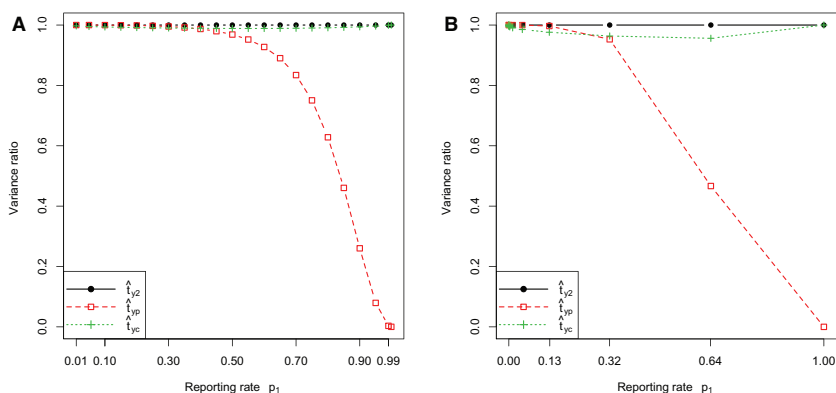 A
Variance ratio
1.0
0.8
0.6
0.4
0.2
0.0
t̂y2
t̂yp
t̂yc
0.01 0.10 0.30 0.50 0.70 0.90 0.99
Reporting rate p1
B
Variance ratio
1.0
0.8
0.6
0.4
0.2
0.0
t̂y2
t̂yp
t̂yc
0.00 0.13 0.32 0.64 1.00
Reporting rate p1